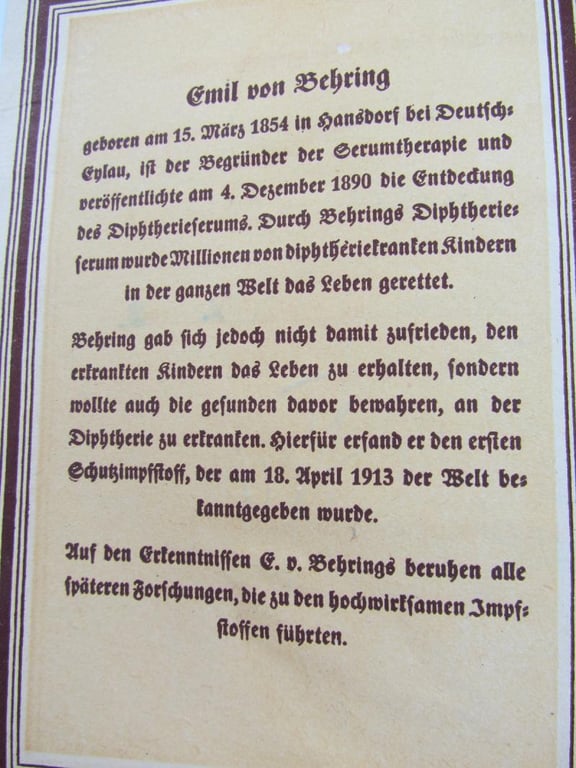 Emil von Behring
geboren am 15. März 1854 in Hansdorf bei Deutsch-
Eylau, ist der Begründer der Serumtherapie und
veröffentlichte am 4. Dezember 1890 die Entdeckung
des Diphtherieserums. Durch Behrings Diphtherie-
serum wurde Millionen von diphtheriekranken Kindern
in der ganzen Welt das Leben gerettet.
Behring gab sich jedoch nicht damit zufrieden, den
erkrankten Kindern das Leben zu erhalten, sondern
wollte auch die gesunden davor bewahren, an der
Diphtherie zu erkranken. Hierfür erfand er den ersten
Schutzimpfstoff, der am 18. April 1913 der Welt be-
kanntgegeben wurde.
Auf den Erkenntnissen E. v. Behrings beruhen alle
späteren Forschungen, die zu den hochwirksamen Impf-
stoffen führten.